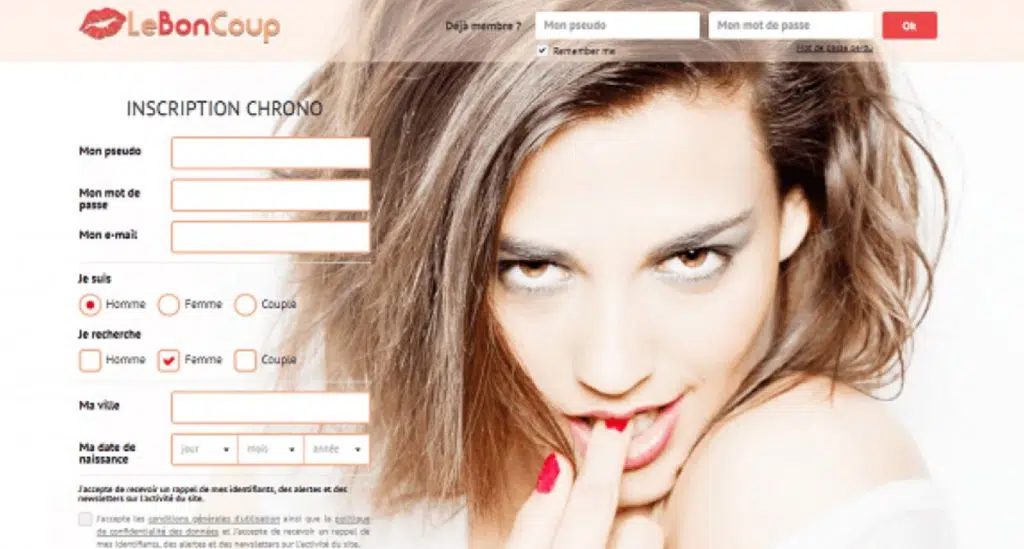 LeBonCoup
Déjà membre ?
Mon pseudo
Mon mot de passe
Ok
Remember me
Mot de passe perdu
INSCRIPTION CHRONO
Mon pseudo
Mon mot de
passe
Mon e-mail
Je suis
Homme Femme Couple
Je recherche
Homme Femme Couple
Ma ville
Ma date de
naissance
jour mois année
J'accepte de recevoir un rappel de mes identifiants, des alertes et des
newsletters sur l'activité du site.
J'accepte les conditions générales d'utilisation ainsi que la politique
de confidentialité des données et J'accepte de recevoir un rappel de
mes identifiants, des alertes et des newsletters sur l'activité du site.